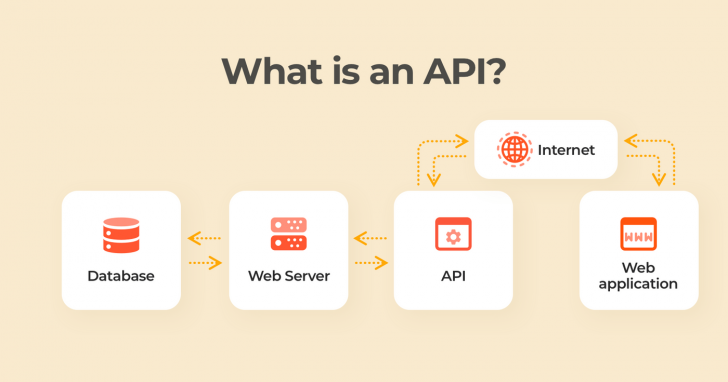 What is an API?
Internet
Database
Web Server
API
WWW
Web
application